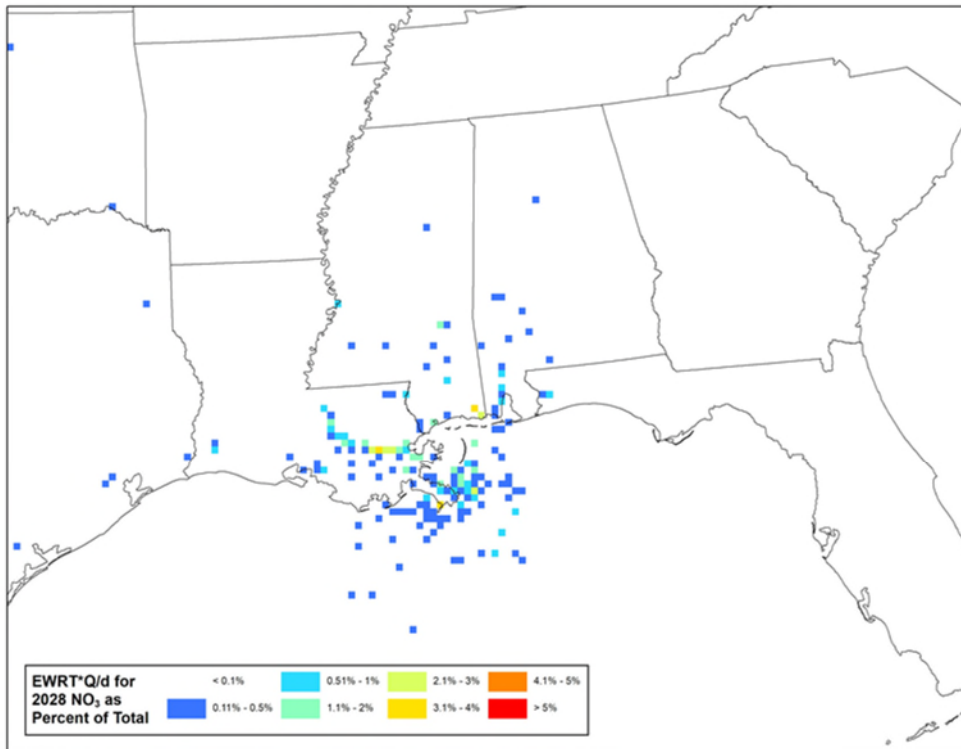 EWRT*Q/d for
2028 NO₃ as
Percent of Total
< 0.1%
0.51% - 1%
2.1% - 3%
4.1% - 5%
0.11% - 0.5%
1.1% - 2%
3.1% - 4%
> 5%